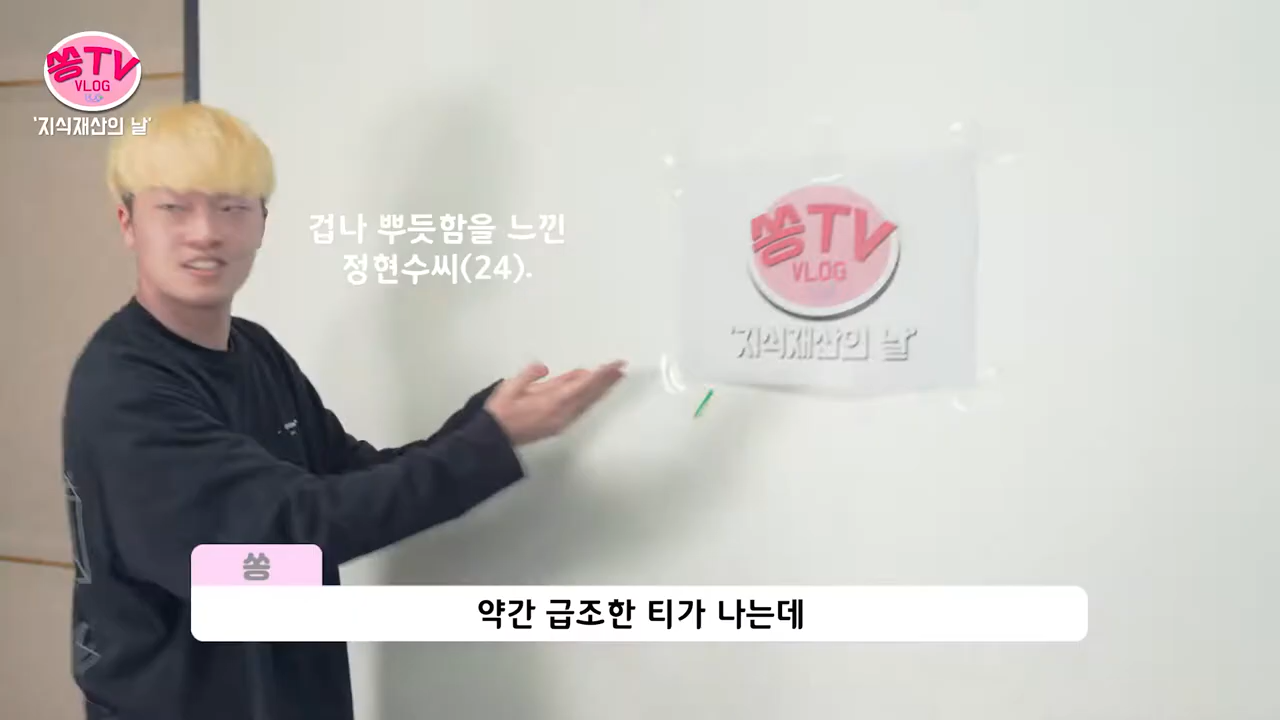 쏭TV
VLOG
'지식재산의 날'
겁나 뿌듯함을 느낀
정현수씨(24).
쏭TV
VLOG
'지식재산의 날'
쏭
약간 급조한 티가 나는데